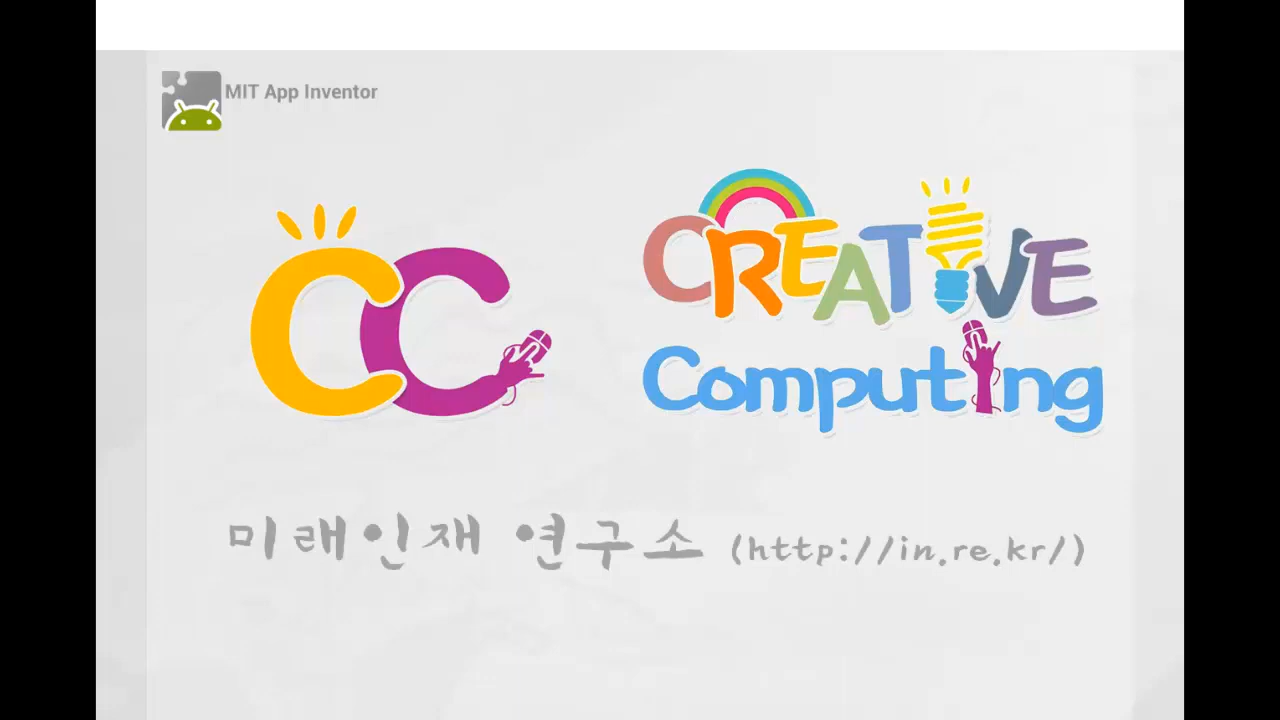 MIT App Inventor
CC
CREATIVE
Computing
미래인재 연구소 (http://in.re.kr/)